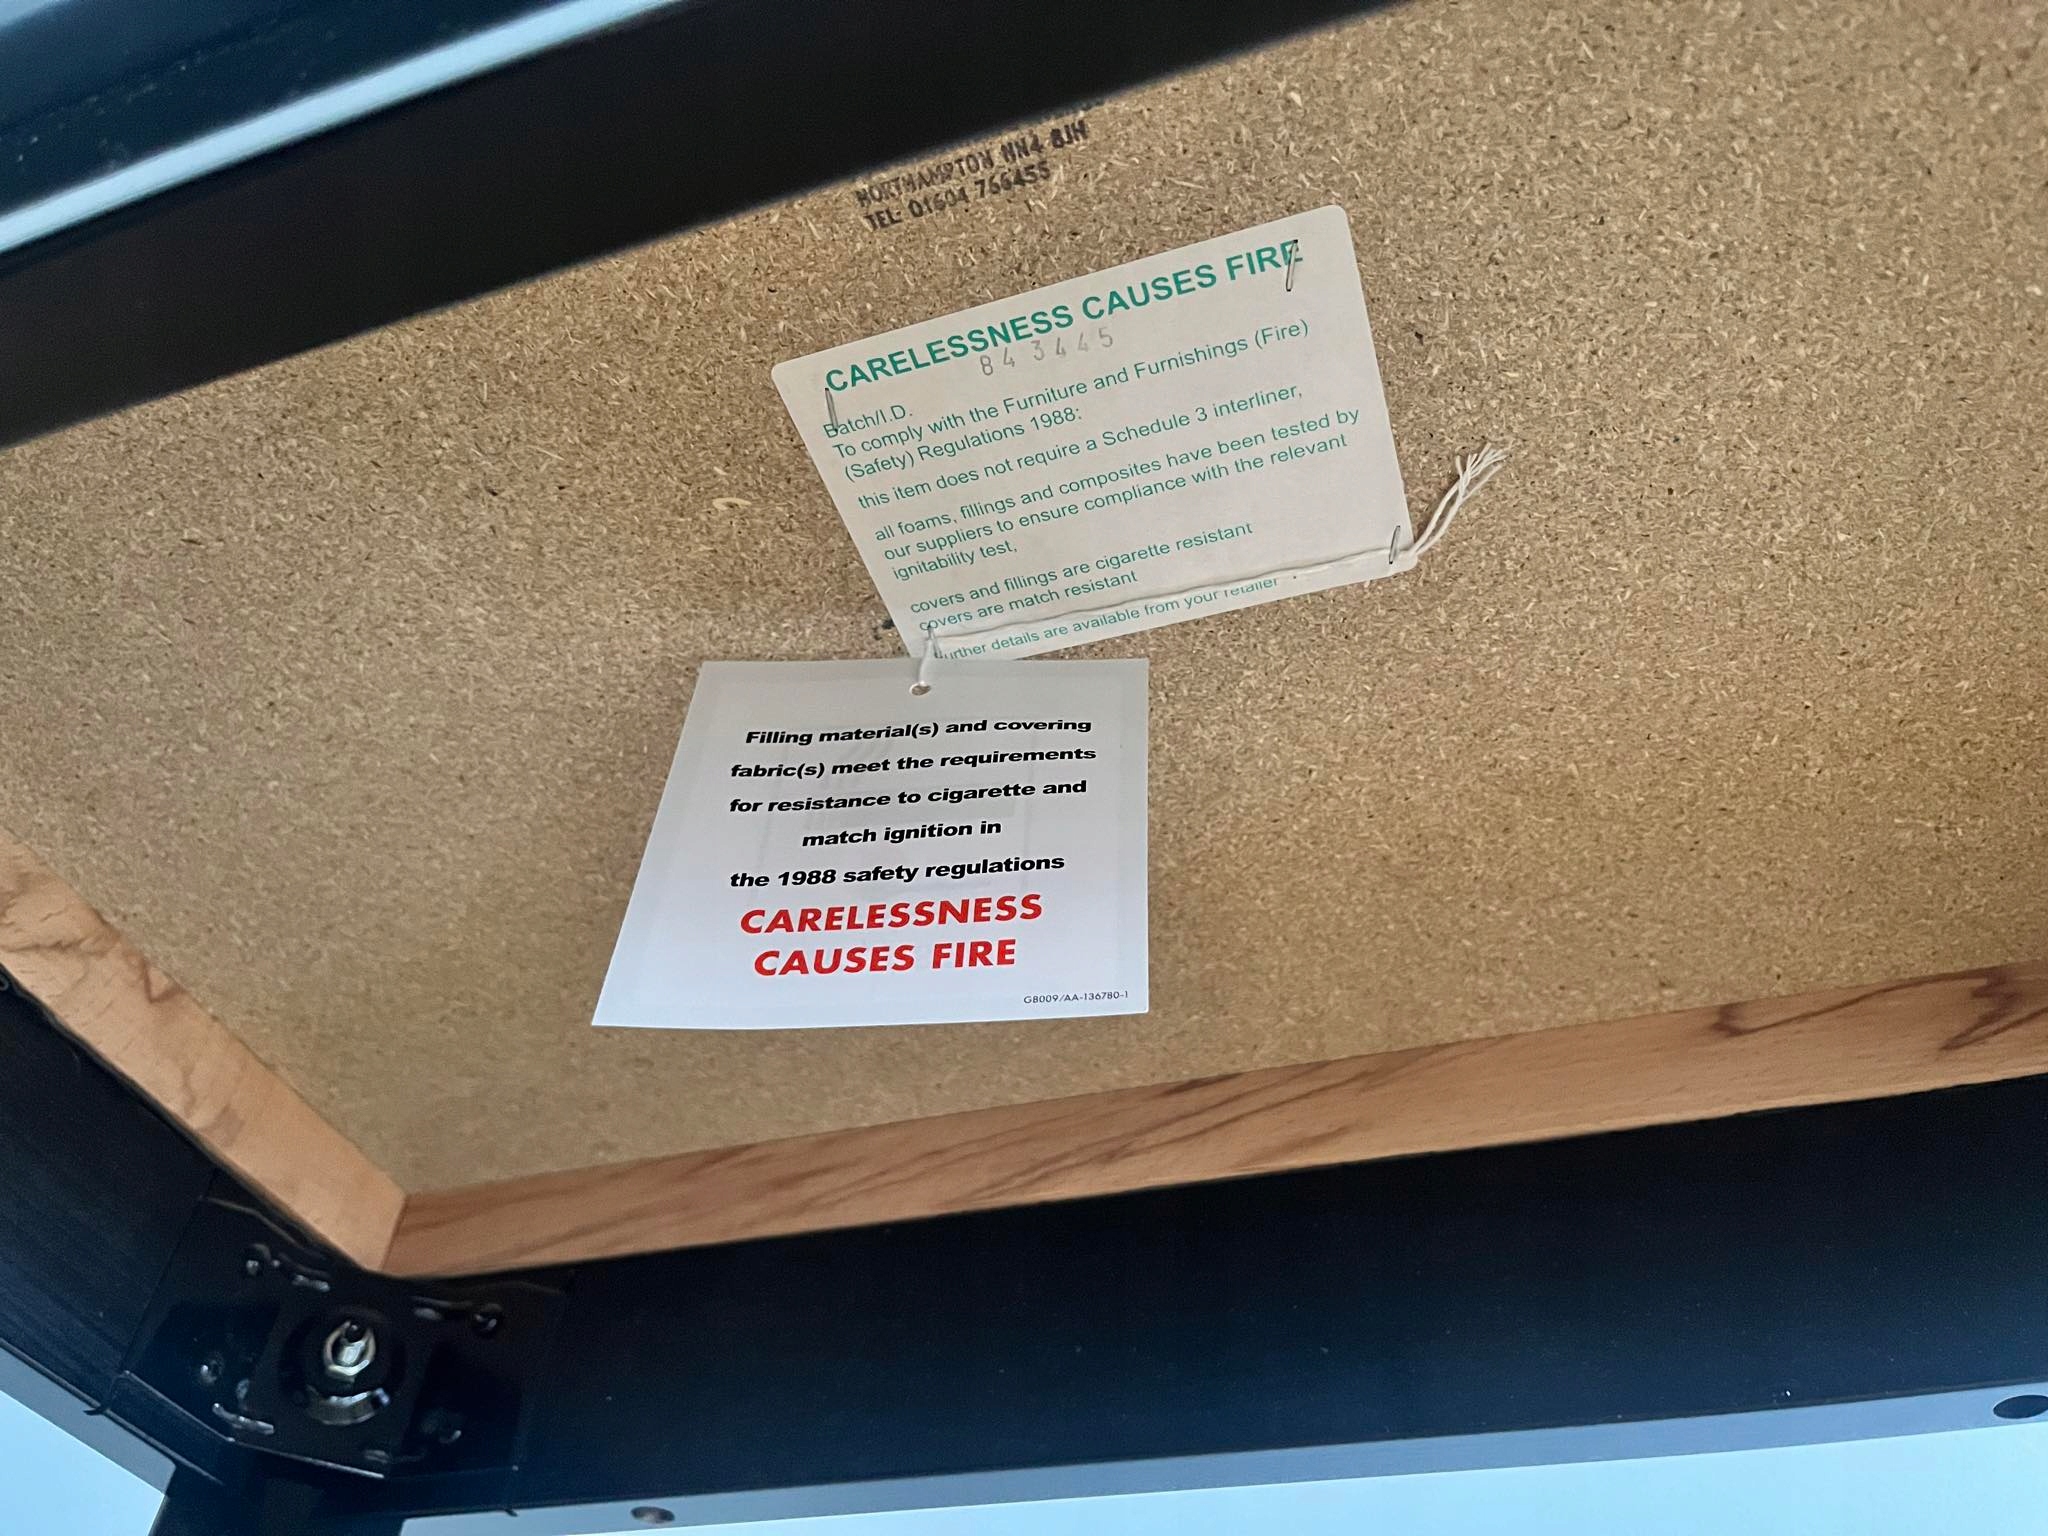 NORTHAMPTON NN4 8JH
TEL: 01604 766455
CARELESSNESS CAUSES FIRE
843445
Batch/I.D.
To comply with the Furniture and Furnishings (Fire)
(Safety) Regulations 1988:
this item does not require a Schedule 3 interliner,
all foams, fillings and composites have been tested by
our suppliers to ensure compliance with the relevant
ignitability test,
covers and fillings are cigarette resistant
covers are match resistant
further details are available from your retailer
Filling material(s) and covering
fabric(s) meet the requirements
for resistance to cigarette and
match ignition in
the 1988 safety regulations
CARELESSNESS
CAUSES FIRE
GB009/AA-136780-1